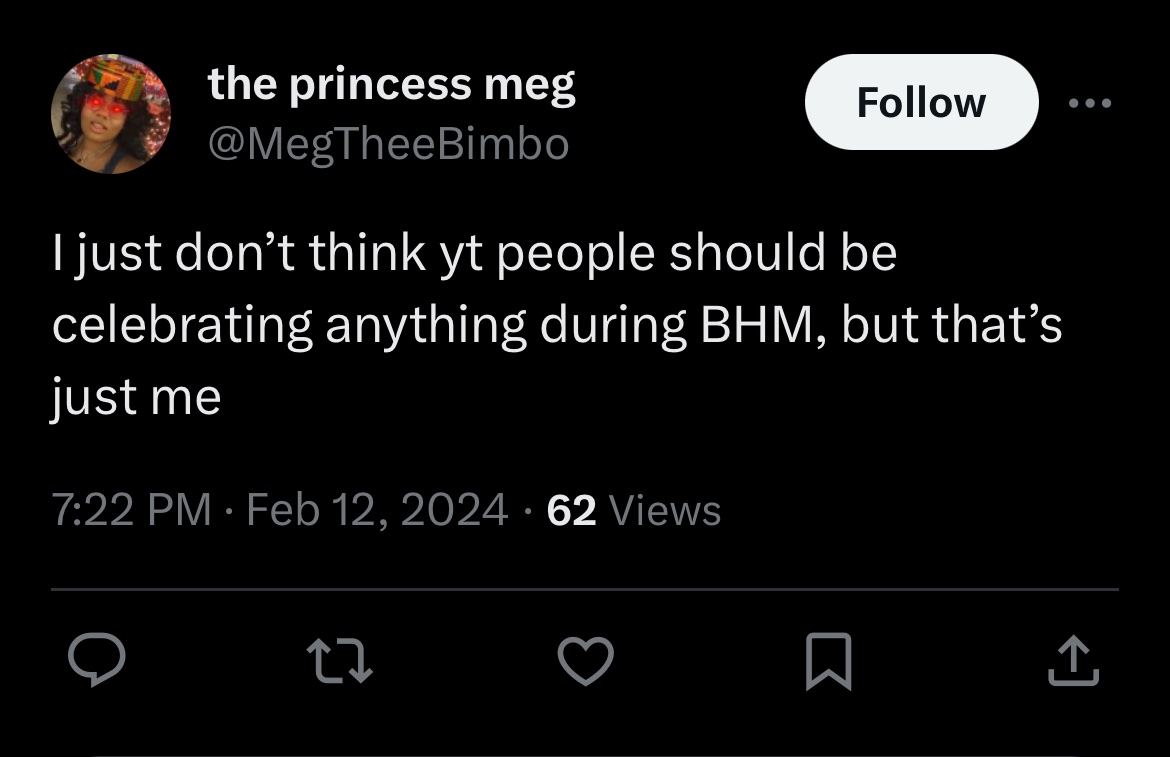 the princess meg
@MegTheeBimbo
Follow
I just don’t think yt people should be
celebrating anything during BHM, but that’s
just me
7:22 PM · Feb 12, 2024 · 62 Views